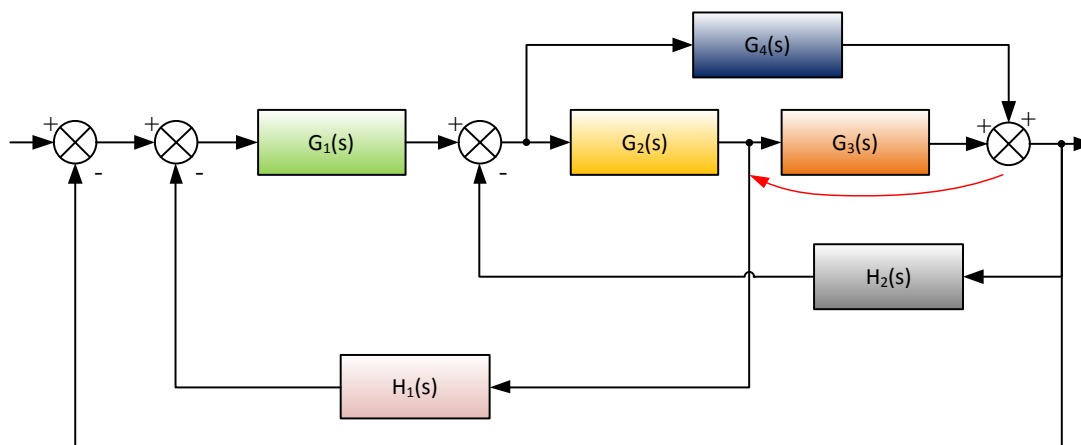 G₄(s)
+ + + + +
G₁(s)
G₂(s)
G₃(s)
- - -
H₂(s)
H₁(s)